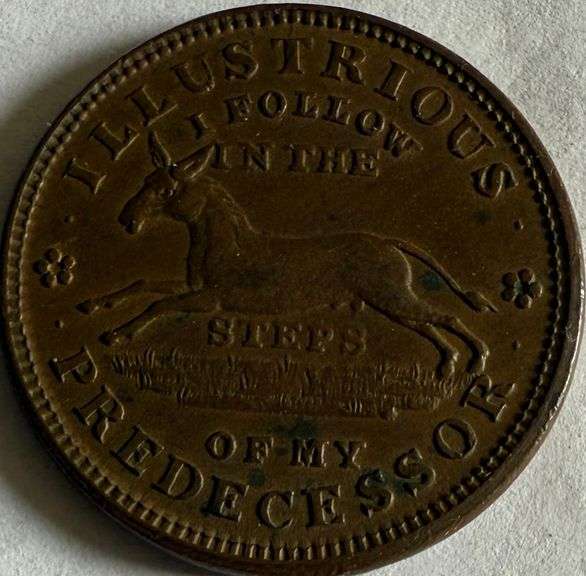 I FOLLOW
IN THE
STEPS
OF MY
ILLUSTRIOUS
PREDECESSOR